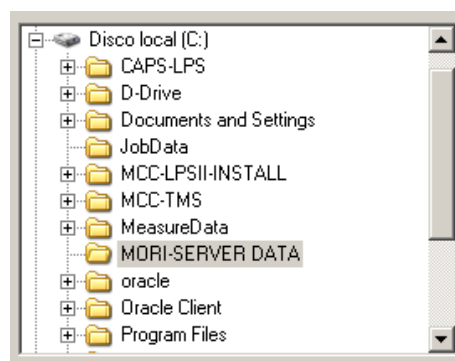 Disco local (C:)
CAPS-LPS
D-Drive
Documents and Settings
JobData
MCC-LPSII-INSTALL
MCC-TMS
MeasureData
MORI-SERVER DATA
oracle
Oracle Client
Program Files